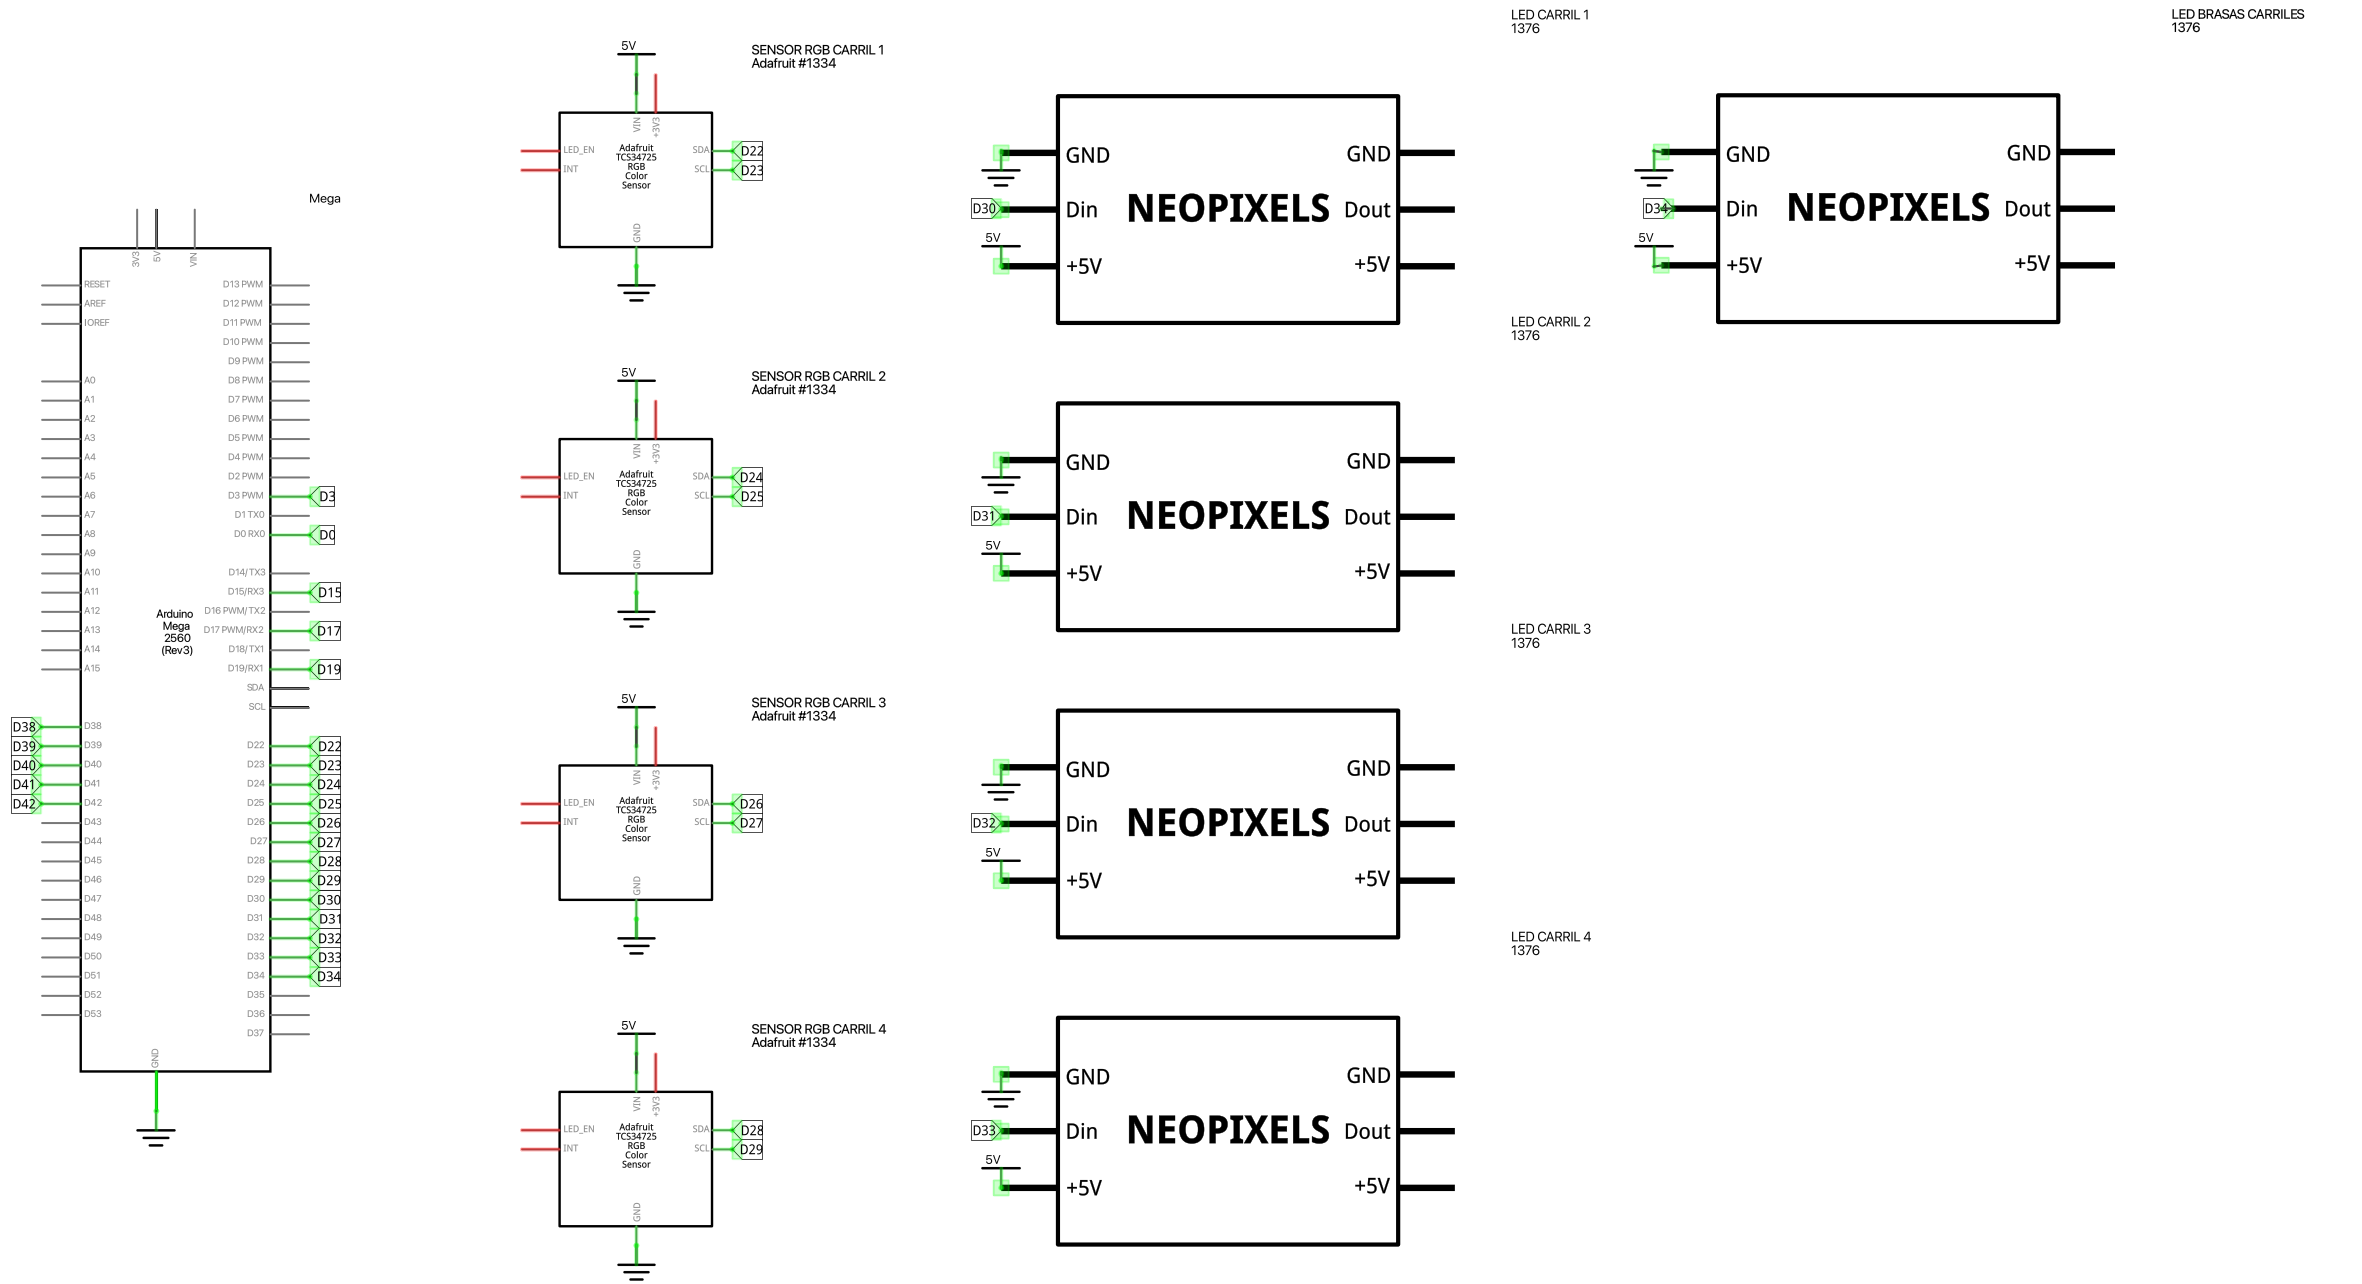 Mega
3V3
5V
VIN
RESET
AREF
IOREF
A0
A1
A2
A3
A4
A5
A6
A7
A8
A9
A10
A11
A12
A13
A14
A15
D38
D39
D40
D41
D42
D38
D39
D40
D41
D42
D43
D44
D45
D46
D47
D48
D49
D50
D51
D52
D53
Arduino
Mega
2560
(Rev3)
D13 PWM
D12 PWM
D11 PWM
D10 PWM
D9 PWM
D8 PWM
D7 PWM
D6 PWM
D5 PWM
D4 PWM
D2 PWM
D3 PWM D3
D1 TX0
D0 RX0 D0
D14/TX3
D15/RX3 D15
D16 PWM/TX2
D17 PWM/RX2 D17
D18/TX1
D19/RX1 D19
SDA
SCL
D22 D22
D23 D23
D24 D24
D25 D25
D26 D26
D27 D27
D28 D28
D29 D29
D30 D30
D31 D31
D32 D32
D33 D33
D34 D34
D35
D36
D37
GND
SENSOR RGB CARRIL 1
Adafruit #1334
5V
VIN
+3V3
LED_EN
INT
Adafruit
TCS34725
RGB
Color
Sensor
SDA D22
SCL D23
GND
SENSOR RGB CARRIL 2
Adafruit #1334
5V
VIN
+3V3
LED_EN
INT
Adafruit
TCS34725
RGB
Color
Sensor
SDA D24
SCL D25
GND
SENSOR RGB CARRIL 3
Adafruit #1334
5V
VIN
+3V3
LED_EN
INT
Adafruit
TCS34725
RGB
Color
Sensor
SDA D26
SCL D27
GND
SENSOR RGB CARRIL 4
Adafruit #1334
5V
VIN
+3V3
LED_EN
INT
Adafruit
TCS34725
RGB
Color
Sensor
SDA D28
SCL D29
GND
LED CARRIL 1
1376
GND GND
D30 Din NEOPIXELS Dout
5V
+5V +5V
LED CARRIL 2
1376
GND GND
D31 Din NEOPIXELS Dout
5V
+5V +5V
LED CARRIL 3
1376
GND GND
D32 Din NEOPIXELS Dout
5V
+5V +5V
LED CARRIL 4
1376
GND GND
D33 Din NEOPIXELS Dout
5V
+5V +5V
LED BRASAS CARRILES
1376
GND GND
D34 Din NEOPIXELS Dout
5V
+5V +5V